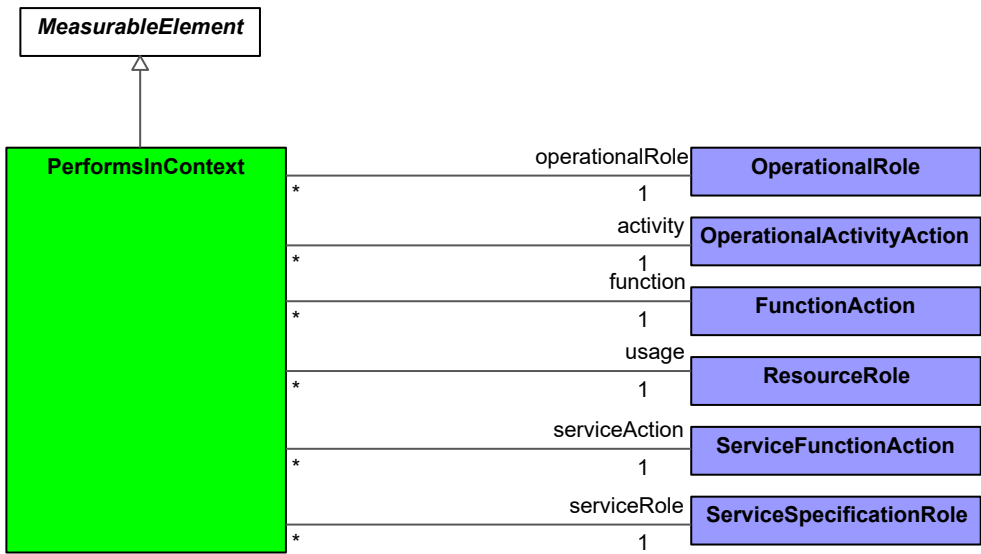 MeasurableElement
PerformsInContext
operationalRole
OperationalRole
*
1
activity
OperationalActivityAction
*
1
function
FunctionAction
*
1
usage
ResourceRole
*
1
serviceAction
ServiceFunctionAction
*
1
serviceRole
ServiceSpecificationRole
*
1